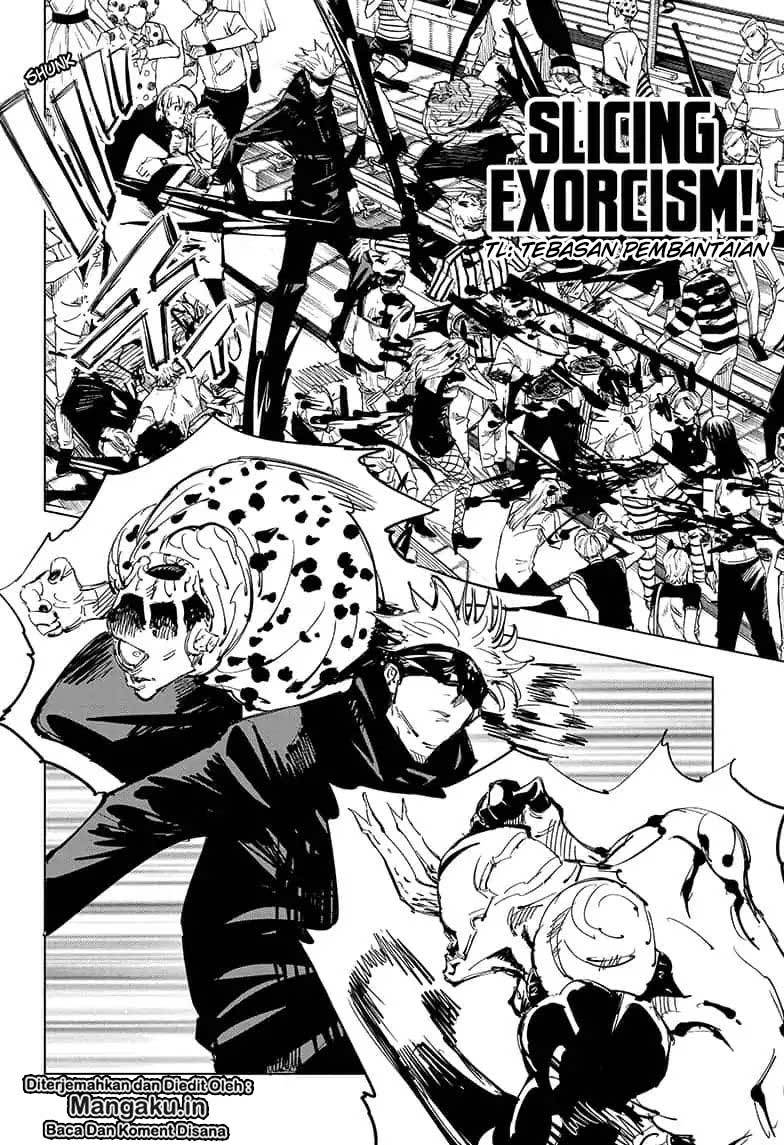 SHUNK
SLICING
EXORCISM!
TL: TEBASAN PEMBANTAIAN
Diterjemahkan dan Diedit Oleh:
Mangaku.in
Baca Dan Koment Disana